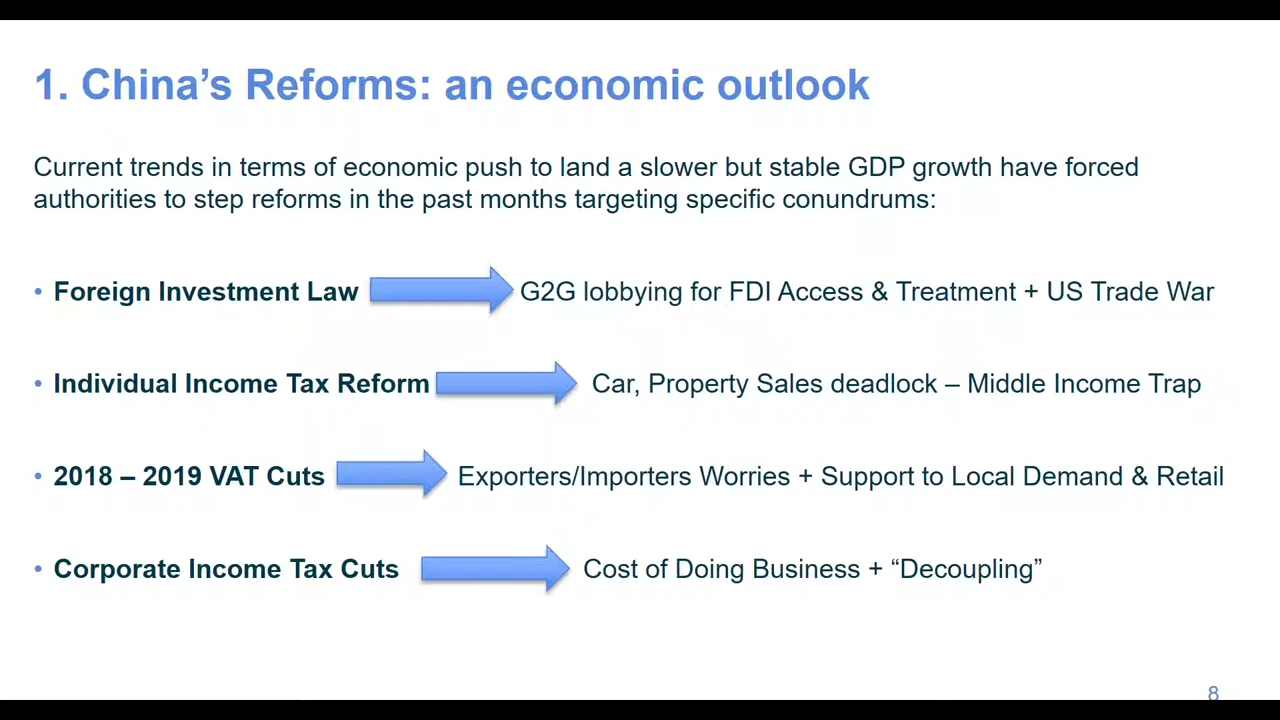 1. China’s Reforms: an economic outlook
Current trends in terms of economic push to land a slower but stable GDP growth have forced
authorities to step reforms in the past months targeting specific conundrums:
• Foreign Investment Law G2G lobbying for FDI Access & Treatment + US Trade War
• Individual Income Tax Reform Car, Property Sales deadlock – Middle Income Trap
• 2018 – 2019 VAT Cuts Exporters/Importers Worries + Support to Local Demand & Retail
• Corporate Income Tax Cuts Cost of Doing Business + “Decoupling”
8